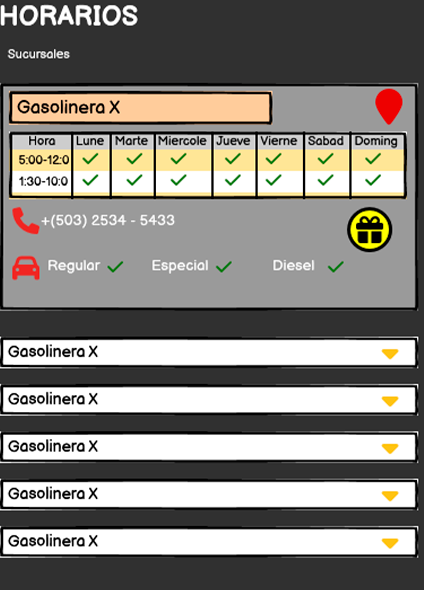 HORARIOS
Sucursales
Gasolinera X
Hora Lune Marte Miercole Jueve Vierne Sabad Doming
5:00-12:0
1:30-10:0
+(503) 2534 - 5433
Regular Especial Diesel
Gasolinera X
Gasolinera X
Gasolinera X
Gasolinera X
Gasolinera X